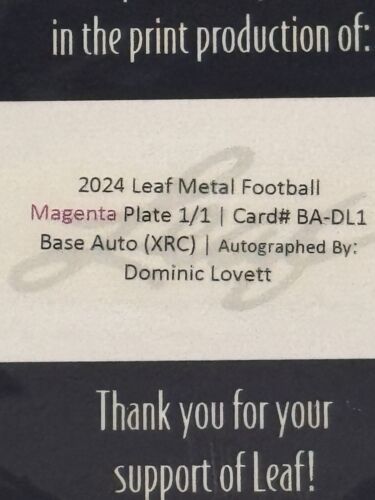 in the print production of:
2024 Leaf Metal Football
Magenta Plate 1/1 | Card# BA-DL1
Base Auto (XRC) | Autographed By:
Dominic Lovett
Thank you for your
support of Leaf!